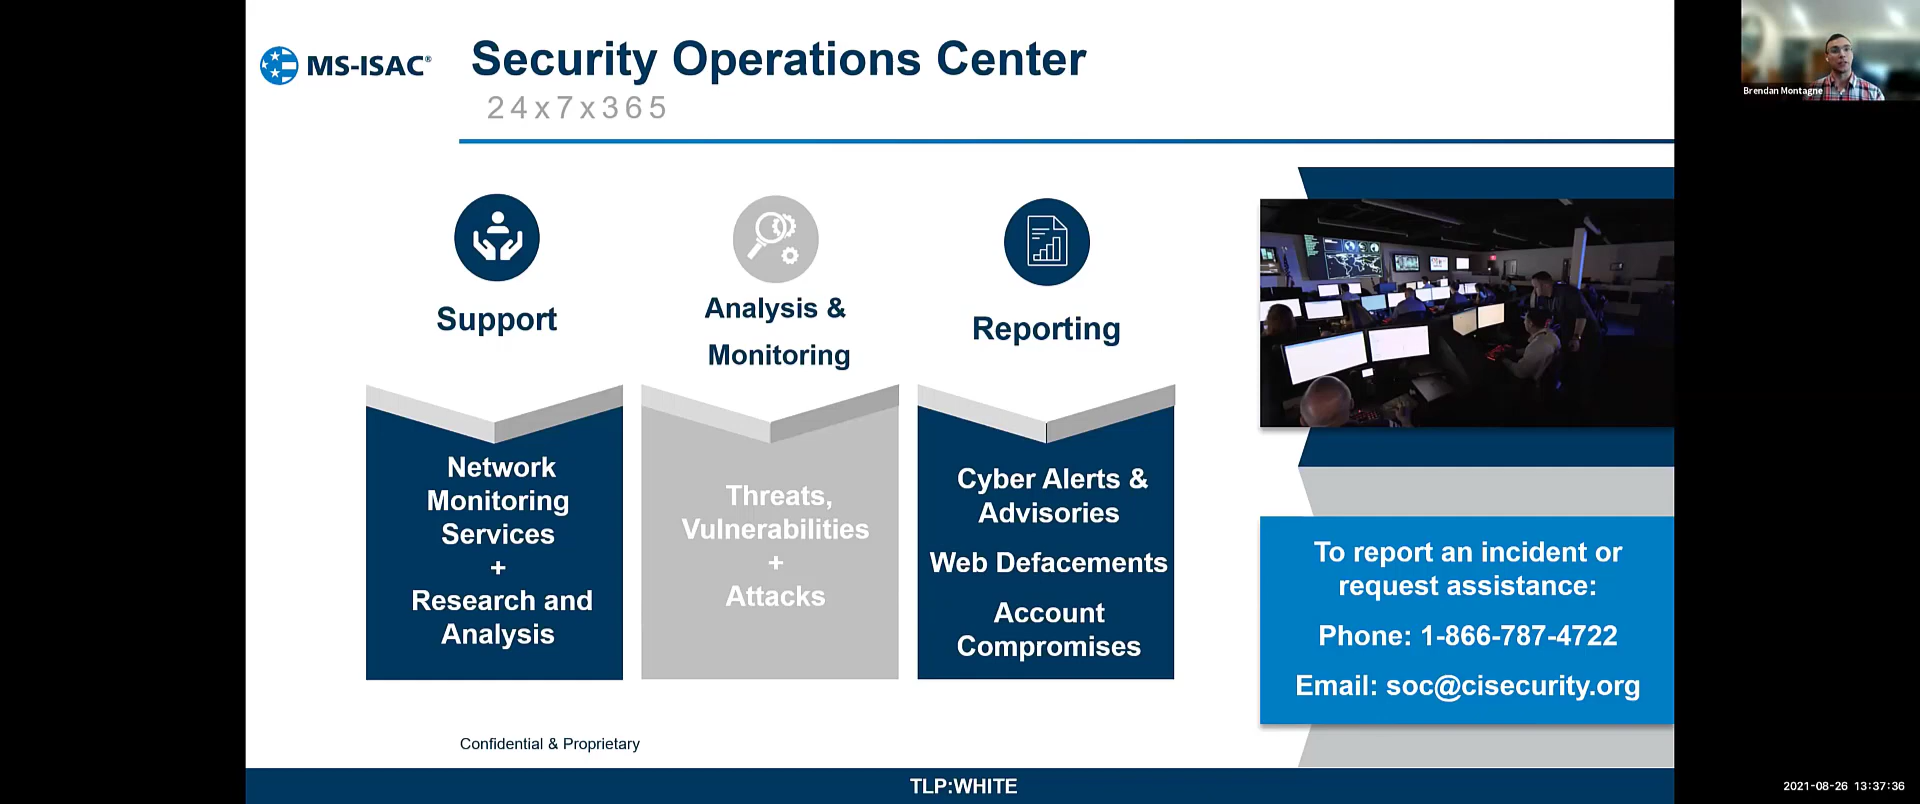 MS-ISAC®
Security Operations Center
24x7x365
Support
Analysis &
Monitoring
Reporting
Network
Monitoring
Services
+
Research and
Analysis
Threats,
Vulnerabilities
+
Attacks
Cyber Alerts &
Advisories
Web Defacements
Account
Compromises
To report an incident or
request assistance:
Phone: 1-866-787-4722
Email: soc@cisecurity.org
Confidential & Proprietary
TLP:WHITE
Brendan Montagne
2021-08-26 13:37:36